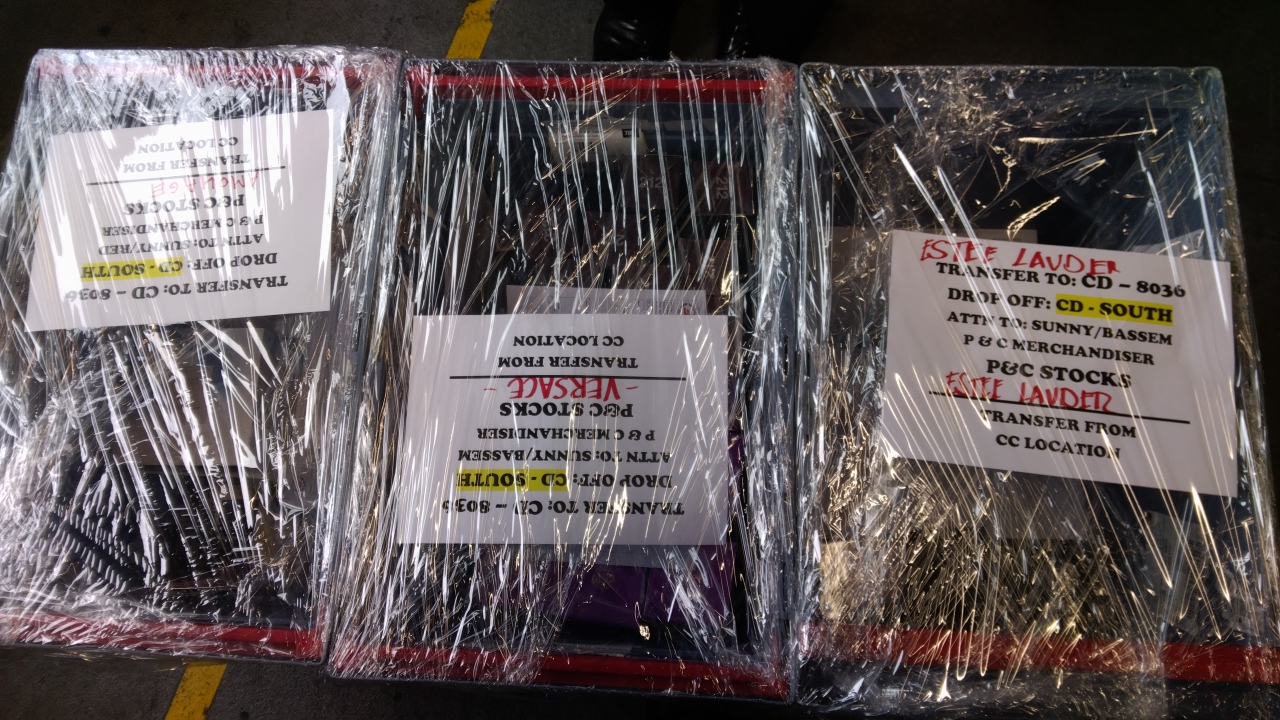 TRANSFER TO: CD - 8036
DROP OFF: CD - SOUTH
ATTN TO: SUNNY/RED
P & C MERCHANDISER
P&C STOCKS
TRANSFER FROM
CC LOCATION
TRANSFER TO: CD - 8036
DROP OFF: CD - SOUTH
ATTN TO: SUNNY/BASSEM
P & C MERCHANDISER
P&C STOCKS
- VERSACE -
TRANSFER FROM
CC LOCATION
212
212
ESTEE LAUDER
TRANSFER TO: CD - 8036
DROP OFF: CD - SOUTH
ATTN TO: SUNNY/BASSEM
P & C MERCHANDISER
P&C STOCKS
ESTEE LAUDER
TRANSFER FROM
CC LOCATION